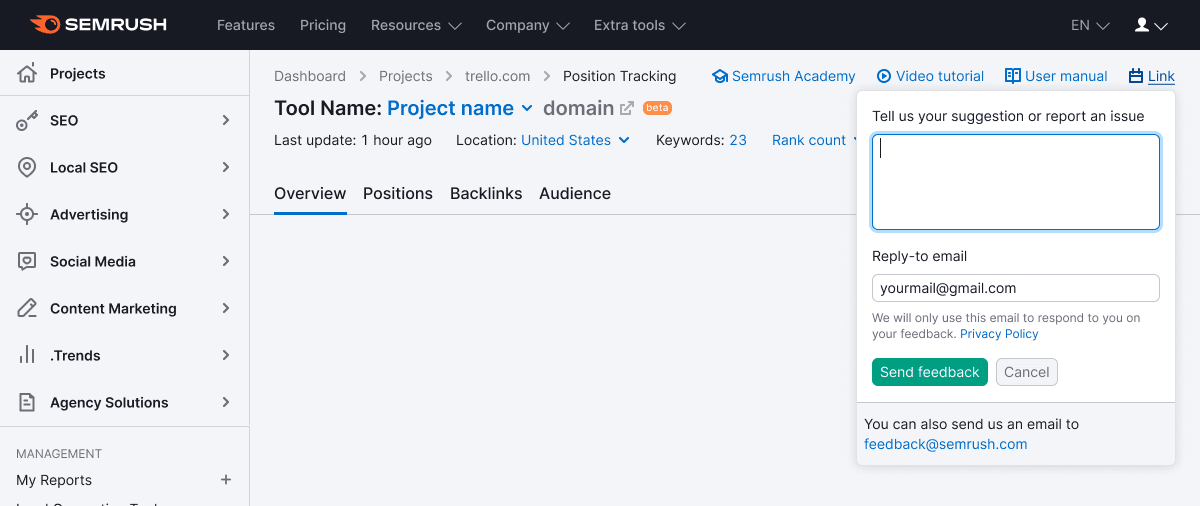 SEMRUSH Features Pricing Resources Company Extra tools EN
Projects
SEO
Local SEO
Advertising
Social Media
Content Marketing
.Trends
Agency Solutions
MANAGEMENT
My Reports +
Dashboard > Projects > trello.com > Position Tracking
Semrush Academy Video tutorial User manual Link
Tool Name: Project name domain beta
Last update: 1 hour ago Location: United States Keywords: 23 Rank count
Overview Positions Backlinks Audience
Tell us your suggestion or report an issue
Reply-to email
yourmail@gmail.com
We will only use this email to respond to you on
your feedback. Privacy Policy
Send feedback Cancel
You can also send us an email to
feedback@semrush.com